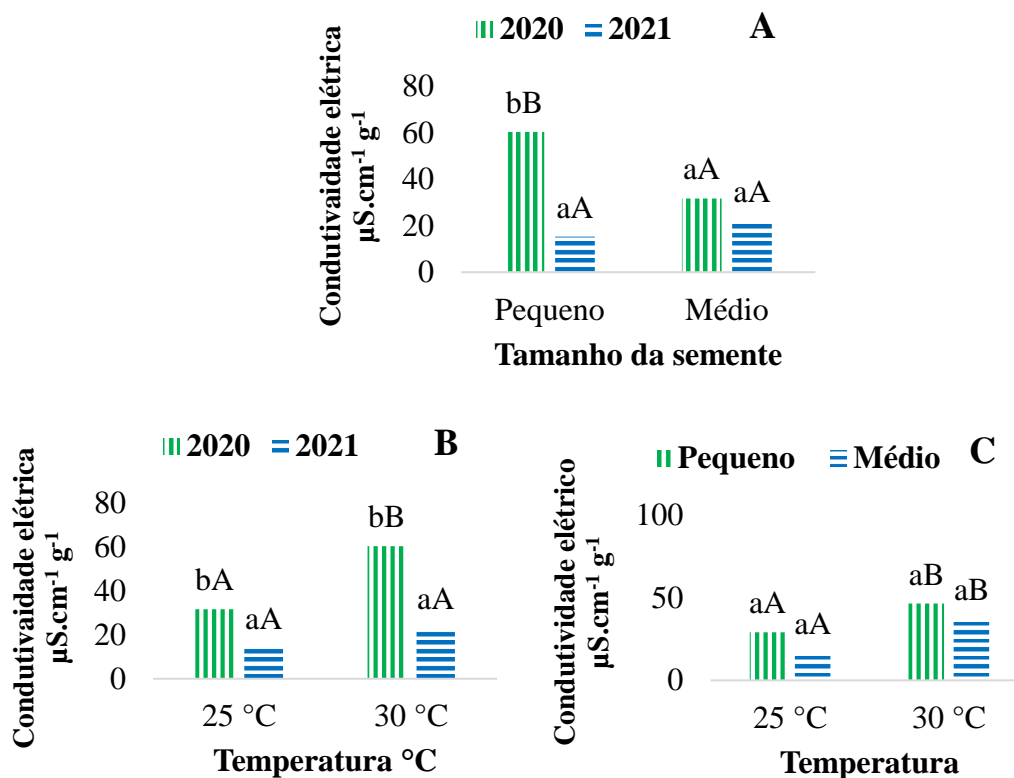 2020 2021 A
Condutivaidade elétrica
µS.cm⁻¹ g⁻¹
80
60
40
20
0
bB
aA
aA
aA
Pequeno Médio
Tamanho da semente
2020 2021 B
Condutivaidade elétrica
µS.cm⁻¹ g⁻¹
80
60
40
20
0
bA
aA
bB
aA
25 °C 30 °C
Temperatura °C
Pequeno Médio C
Condutividade elétrico
µS.cm⁻¹ g⁻¹
100
50
0
aA
aA
aB
aB
25 °C 30 °C
Temperatura